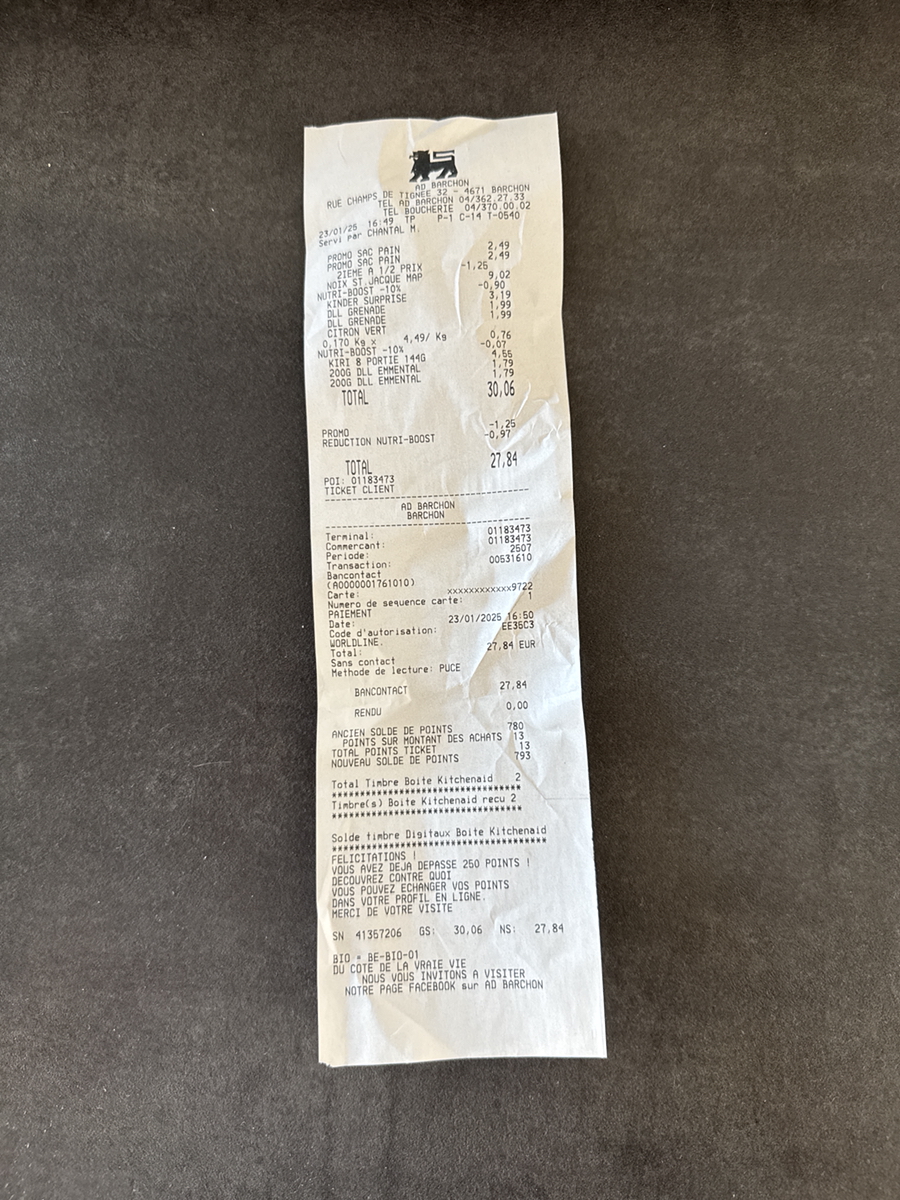 AD BARCHON
RUE CHAMPS DE TIGNEE 32 - 4671 BARCHON
TEL AD BARCHON 04/362.27.33
TEL BOUCHERIE 04/370.00.02
23/01/25 16:49 TP P-1 C-14 T-0540
Servi par CHANTAL M.
PROMO SAC PAIN 2,49
PROMO SAC PAIN 2,49
2IEME A 1/2 PRIX -1,25
NOIX ST.JACQUE MAP 9,02
NUTRI-BOOST -10% -0,90
KINDER SURPRISE 3,19
DLL GRENADE 1,99
DLL GRENADE 1,99
CITRON VERT
0,170 Kg x 4,49/ Kg 0,76
NUTRI-BOOST -10% -0,07
KIRI 8 PORTIE 144G 4,55
200G DLL EMMENTAL 1,79
200G DLL EMMENTAL 1,79
TOTAL 30,06
PROMO -1,25
REDUCTION NUTRI-BOOST -0,97
TOTAL 27,84
POI: 01183473
TICKET CLIENT
AD BARCHON
BARCHON
Terminal: 01183473
Commercant: 01183473
Periode: 2507
Transaction: 00531610
Bancontact
(A0000001761010)
Carte: xxxxxxxxxxxx9722
Numero de sequence carte: 1
PAIEMENT
Date: 23/01/2025 16:50
Code d'autorisation: EE35C3
WORLDLINE.
Total: 27,84 EUR
Sans contact
Methode de lecture: PUCE
BANCONTACT 27,84
RENDU 0,00
ANCIEN SOLDE DE POINTS 780
POINTS SUR MONTANT DES ACHATS 13
TOTAL POINTS TICKET 13
NOUVEAU SOLDE DE POINTS 793
Total Timbre Boite Kitchenaid 2
******************************
Timbre(s) Boite Kitchenaid recu 2
******************************
Solde timbre Digitaux Boite Kitchenaid
******************************
FELICITATIONS !
VOUS AVEZ DEJA DEPASSE 250 POINTS !
DECOUVREZ CONTRE QUOI
VOUS POUVEZ ECHANGER VOS POINTS
DANS VOTRE PROFIL EN LIGNE.
MERCI DE VOTRE VISITE
SN 41357206 GS: 30,06 NS: 27,84
BIO = BE-BIO-01
DU COTE DE LA VRAIE VIE
NOUS VOUS INVITONS A VISITER
NOTRE PAGE FACEBOOK sur AD BARCHON